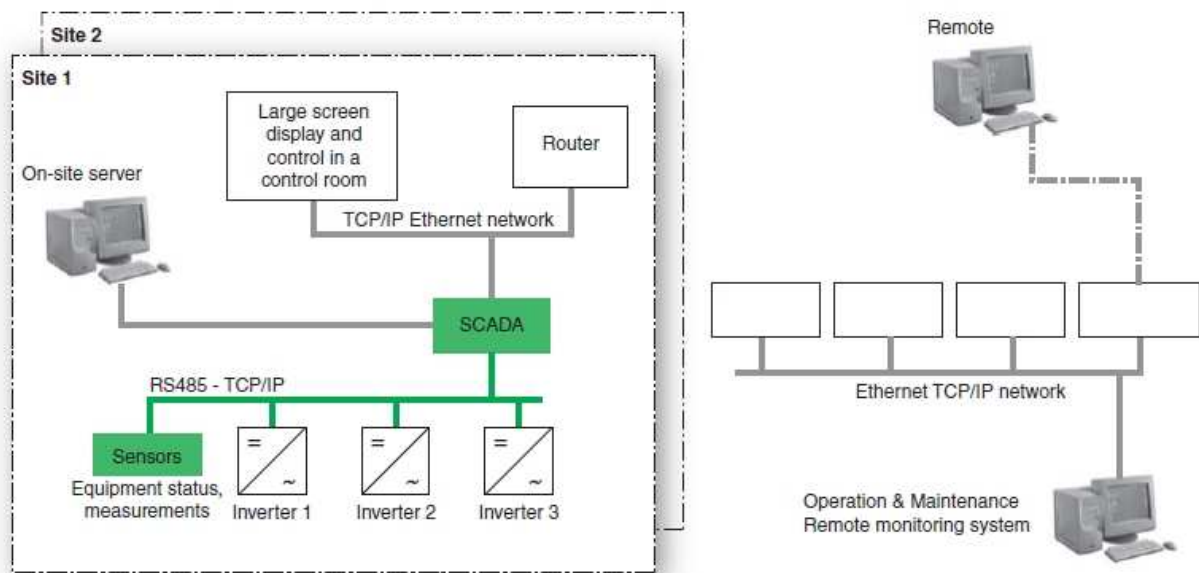 Site 2
Site 1
Large screen
display and
control in a
control room
Router
On-site server
TCP/IP Ethernet network
SCADA
RS485 - TCP/IP
Sensors
Equipment status,
measurements
Inverter 1
Inverter 2
Inverter 3
=
~
=
~
=
~
Remote
Ethernet TCP/IP network
Operation & Maintenance
Remote monitoring system